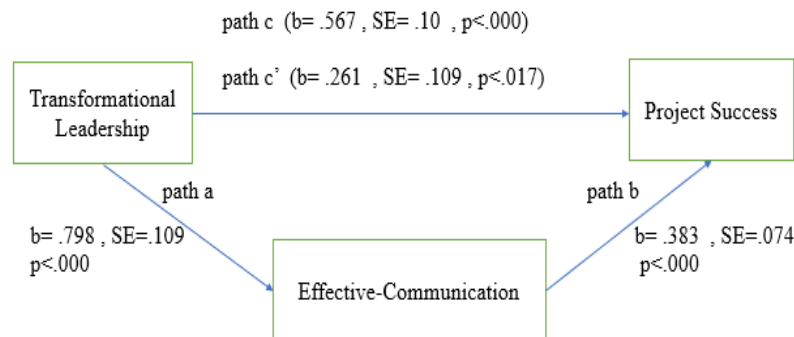 path c (b= .567 , SE= .10 , p<.000)
path c’ (b= .261 , SE= .109 , p<.017)
Transformational
Leadership
Project Success
path a
path b
b= .798 , SE=.109
p<.000
b= .383 , SE=.074
p<.000
Effective-Communication